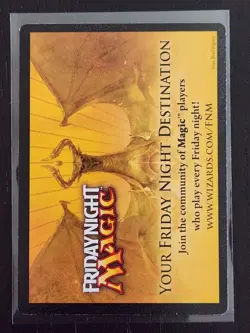 FRIDAY NIGHT
MAGIC
YOUR FRIDAY NIGHT DESTINATION
Join the community of Magic™ players
who play every Friday night!
WWW.WIZARDS.COM/FNM